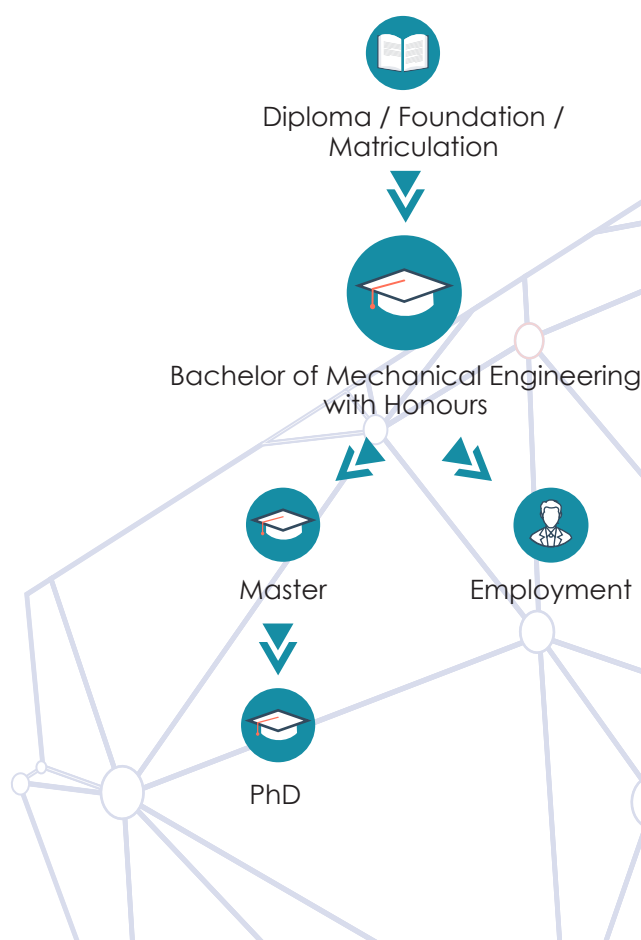 Diploma / Foundation /
Matriculation
Bachelor of Mechanical Engineering
with Honours
Master
Employment
PhD